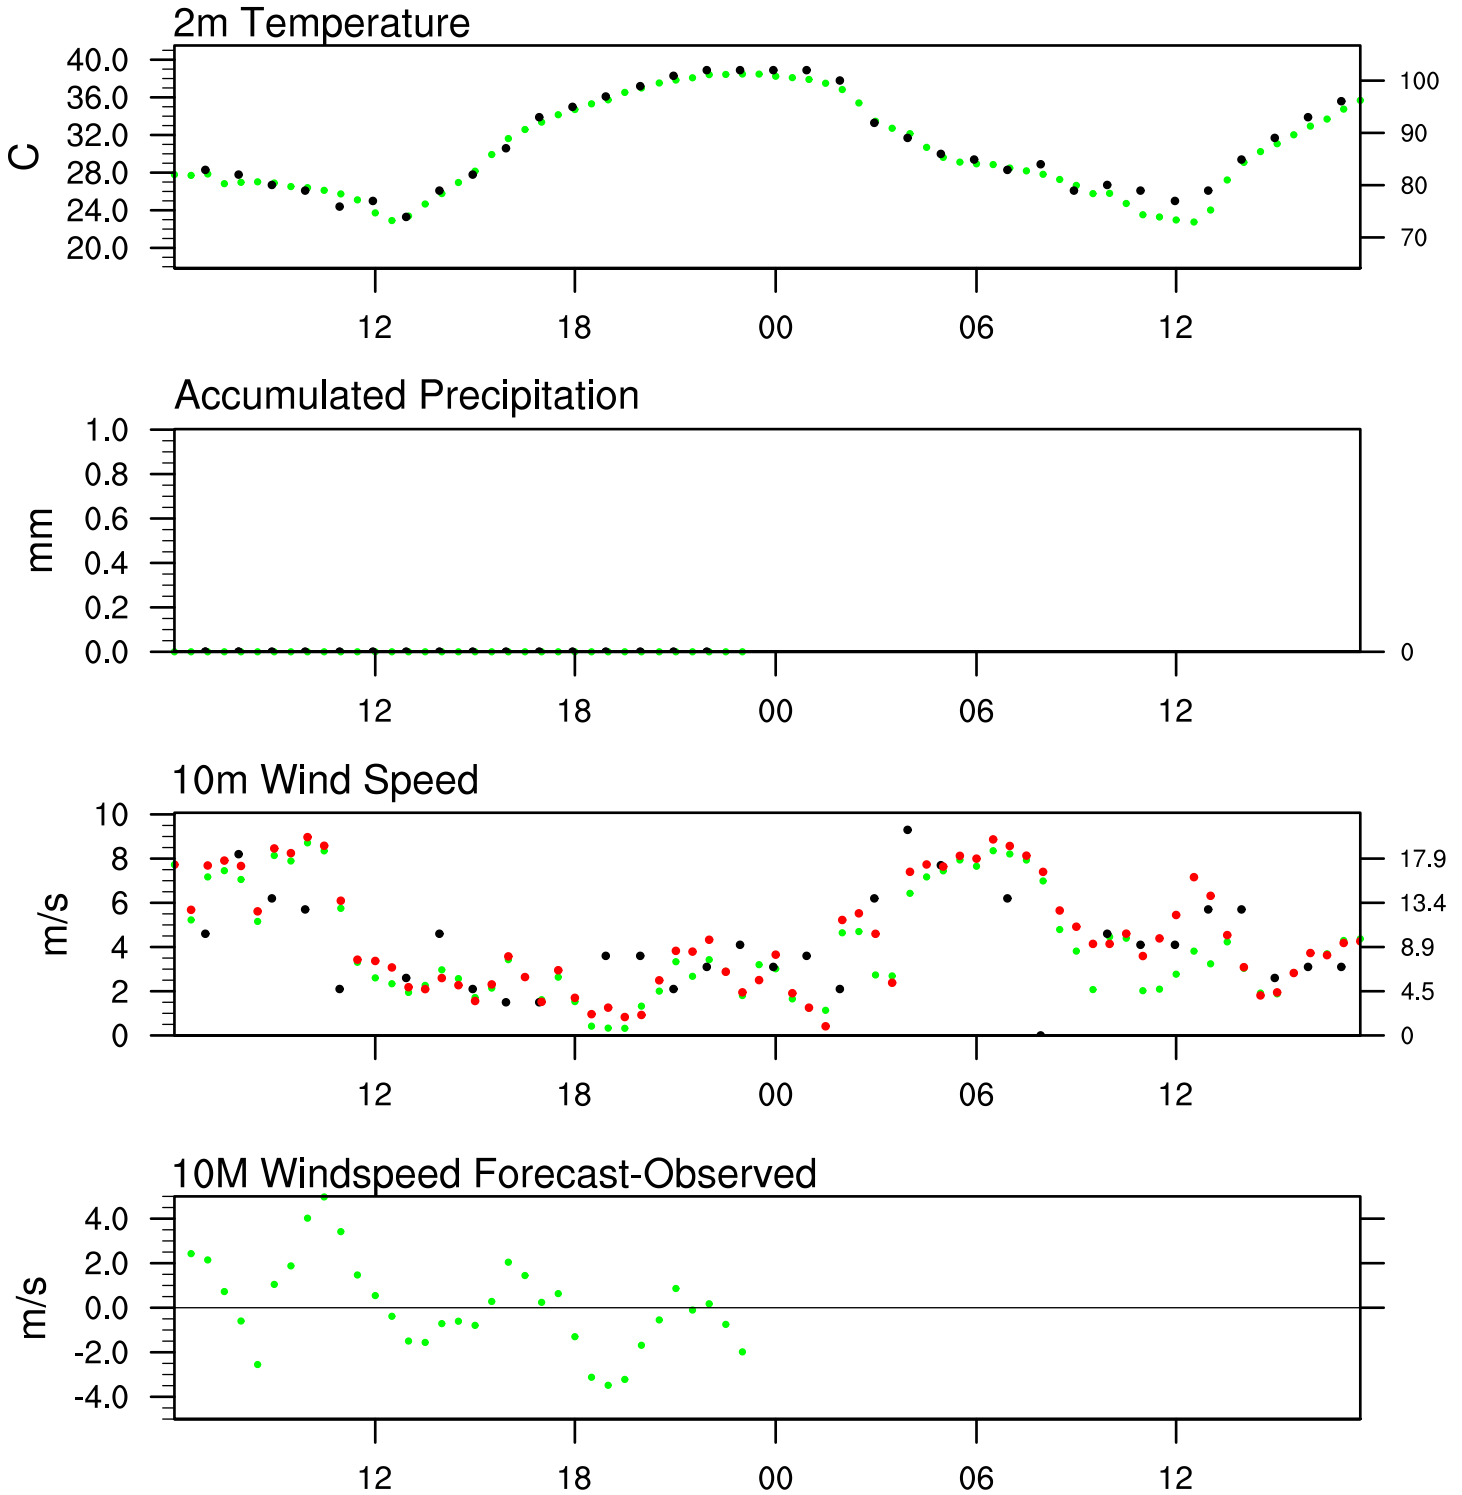 2m Temperature
40.0
36.0
32.0
28.0
24.0
20.0
C
100
90
80
70
12 18 00 06 12
Accumulated Precipitation
1.0
0.8
0.6
0.4
0.2
0.0
mm
0
12 18 00 06 12
10m Wind Speed
10
8
6
4
2
0
m/s
17.9
13.4
8.9
4.5
0
12 18 00 06 12
10M Windspeed Forecast-Observed
4.0
2.0
0.0
-2.0
-4.0
m/s
12 18 00 06 12